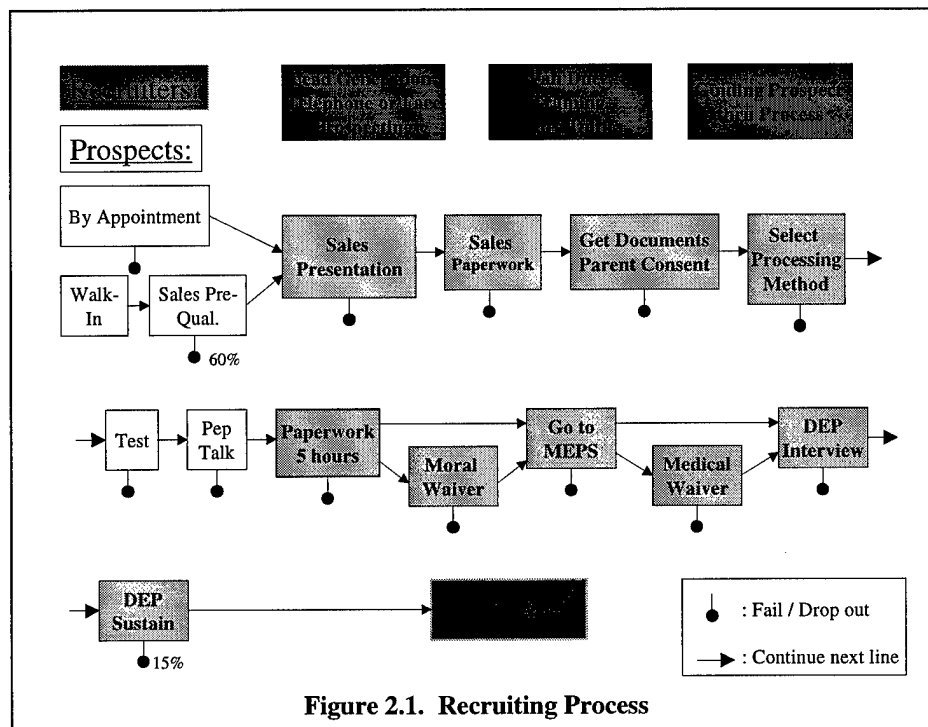 Recruiters:
Prospects:
By Appointment
Sales
Presentation
Sales
Paperwork
Get Documents
Parent Consent
Select
Processing
Method
Walk-
In
Sales Pre-
Qual.
60%
Test
Pep
Talk
Paperwork
5 hours
Moral
Waiver
Go to
MEPS
Medical
Waiver
DEP
Interview
DEP
Sustain
15%
: Fail / Drop out
: Continue next line
Figure 2.1. Recruiting Process